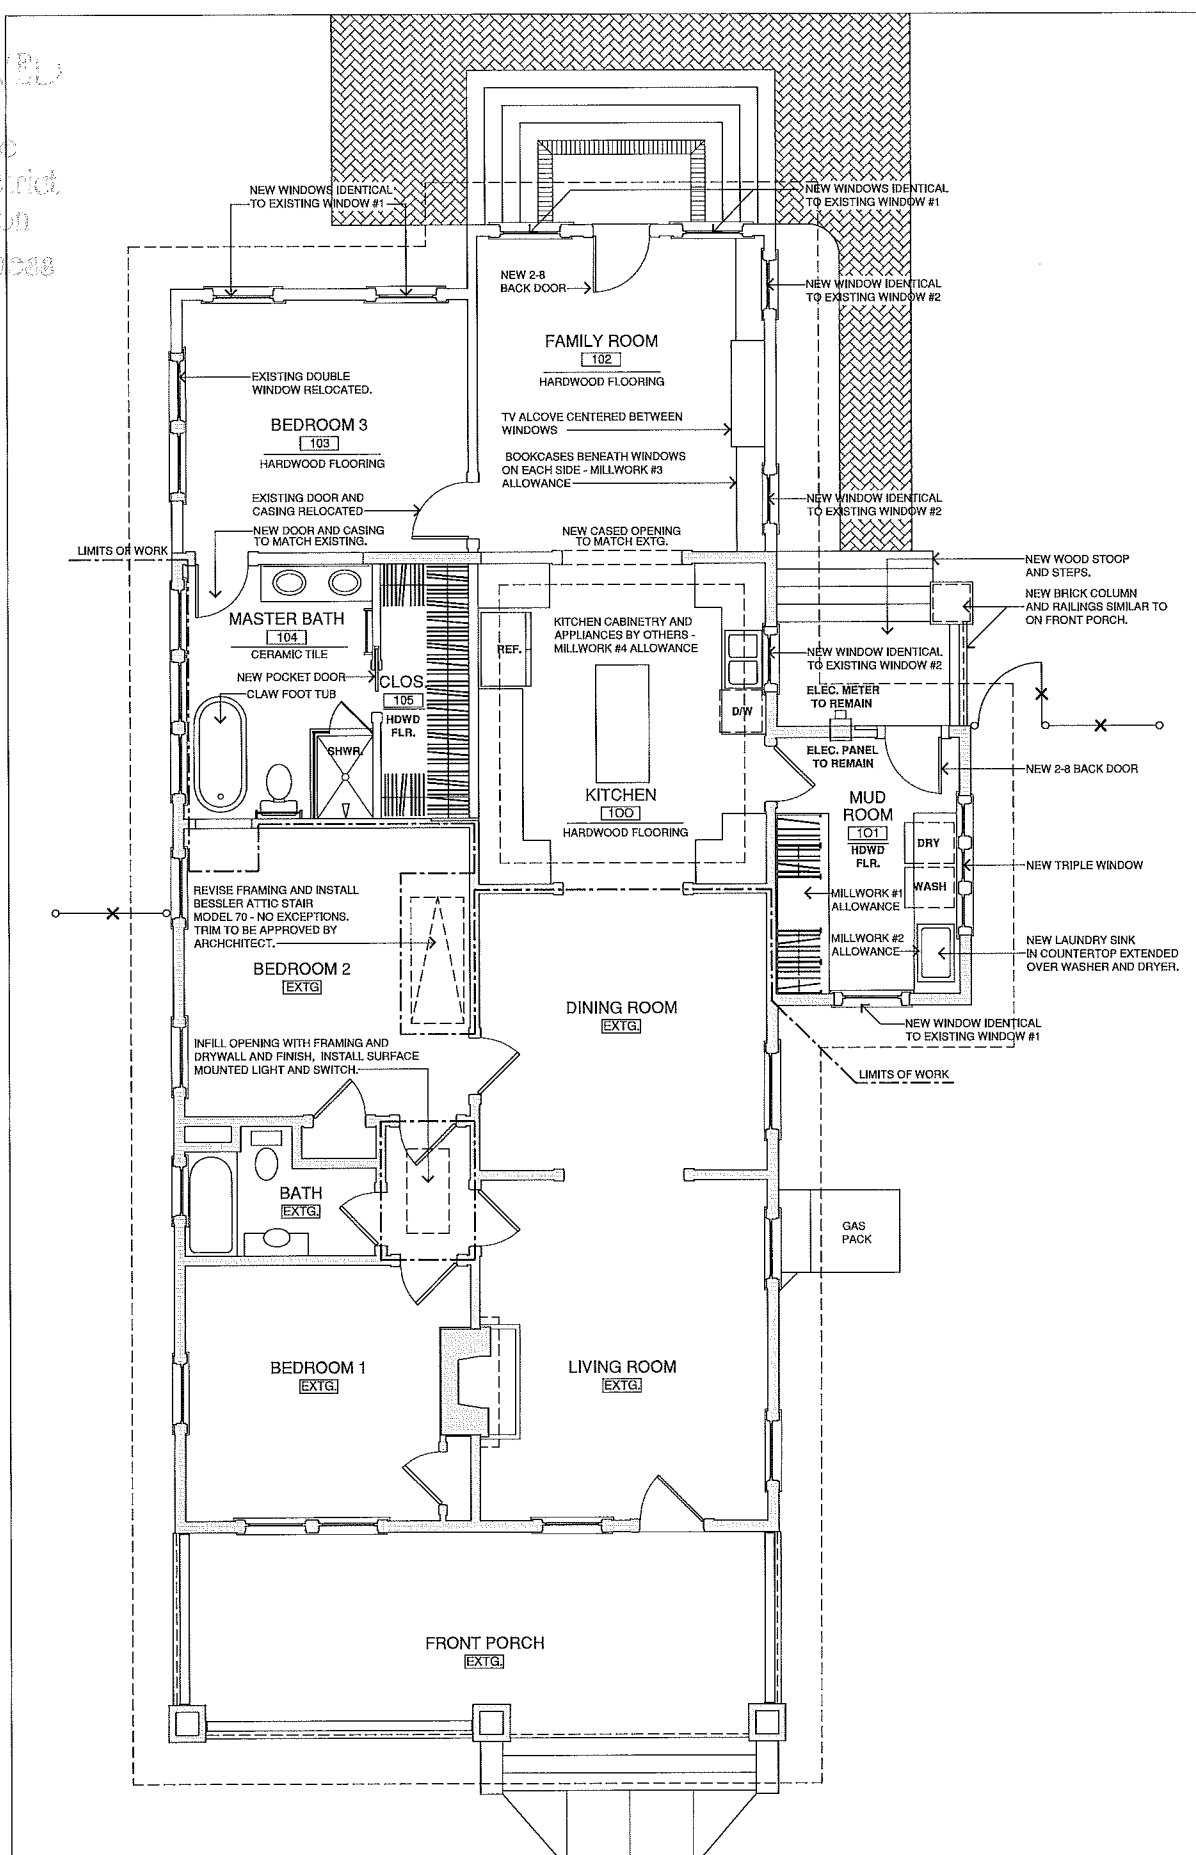 NEW WINDOWS IDENTICAL
TO EXISTING WINDOW #1
NEW WINDOWS IDENTICAL
TO EXISTING WINDOW #1
NEW 2-8
BACK DOOR
NEW WINDOW IDENTICAL
TO EXISTING WINDOW #2
FAMILY ROOM
102
HARDWOOD FLOORING
EXISTING DOUBLE
WINDOW RELOCATED.
BEDROOM 3
103
HARDWOOD FLOORING
TV ALCOVE CENTERED BETWEEN
WINDOWS
BOOKCASES BENEATH WINDOWS
ON EACH SIDE - MILLWORK #3
ALLOWANCE
EXISTING DOOR AND
CASING RELOCATED
NEW WINDOW IDENTICAL
TO EXISTING WINDOW #2
NEW DOOR AND CASING
TO MATCH EXISTING.
NEW CASED OPENING
TO MATCH EXTG.
LIMITS OF WORK
NEW WOOD STOOP
AND STEPS.
NEW BRICK COLUMN
AND RAILINGS SIMILAR TO
ON FRONT PORCH.
MASTER BATH
104
CERAMIC TILE
KITCHEN CABINETRY AND
APPLIANCES BY OTHERS -
MILLWORK #4 ALLOWANCE
REF.
NEW WINDOW IDENTICAL
TO EXISTING WINDOW #2
NEW POCKET DOOR
CLAW FOOT TUB
CLOS.
105
HDWD
FLR.
ELEC. METER
TO REMAIN
D/W
SHWR.
ELEC. PANEL
TO REMAIN
NEW 2-8 BACK DOOR
KITCHEN
100
HARDWOOD FLOORING
MUD
ROOM
101
HDWD
FLR.
DRY
WASH
NEW TRIPLE WINDOW
REVISE FRAMING AND INSTALL
BESSLER ATTIC STAIR
MODEL 70 - NO EXCEPTIONS.
TRIM TO BE APPROVED BY
ARCHCHITECT.
MILLWORK #1
ALLOWANCE
MILLWORK #2
ALLOWANCE
NEW LAUNDRY SINK
IN COUNTERTOP EXTENDED
OVER WASHER AND DRYER.
BEDROOM 2
EXTG
DINING ROOM
EXTG.
NEW WINDOW IDENTICAL
TO EXISTING WINDOW #1
INFILL OPENING WITH FRAMING AND
DRYWALL AND FINISH, INSTALL SURFACE
MOUNTED LIGHT AND SWITCH.
LIMITS OF WORK
BATH
EXTG.
GAS
PACK
BEDROOM 1
EXTG.
LIVING ROOM
EXTG.
FRONT PORCH
EXTG.